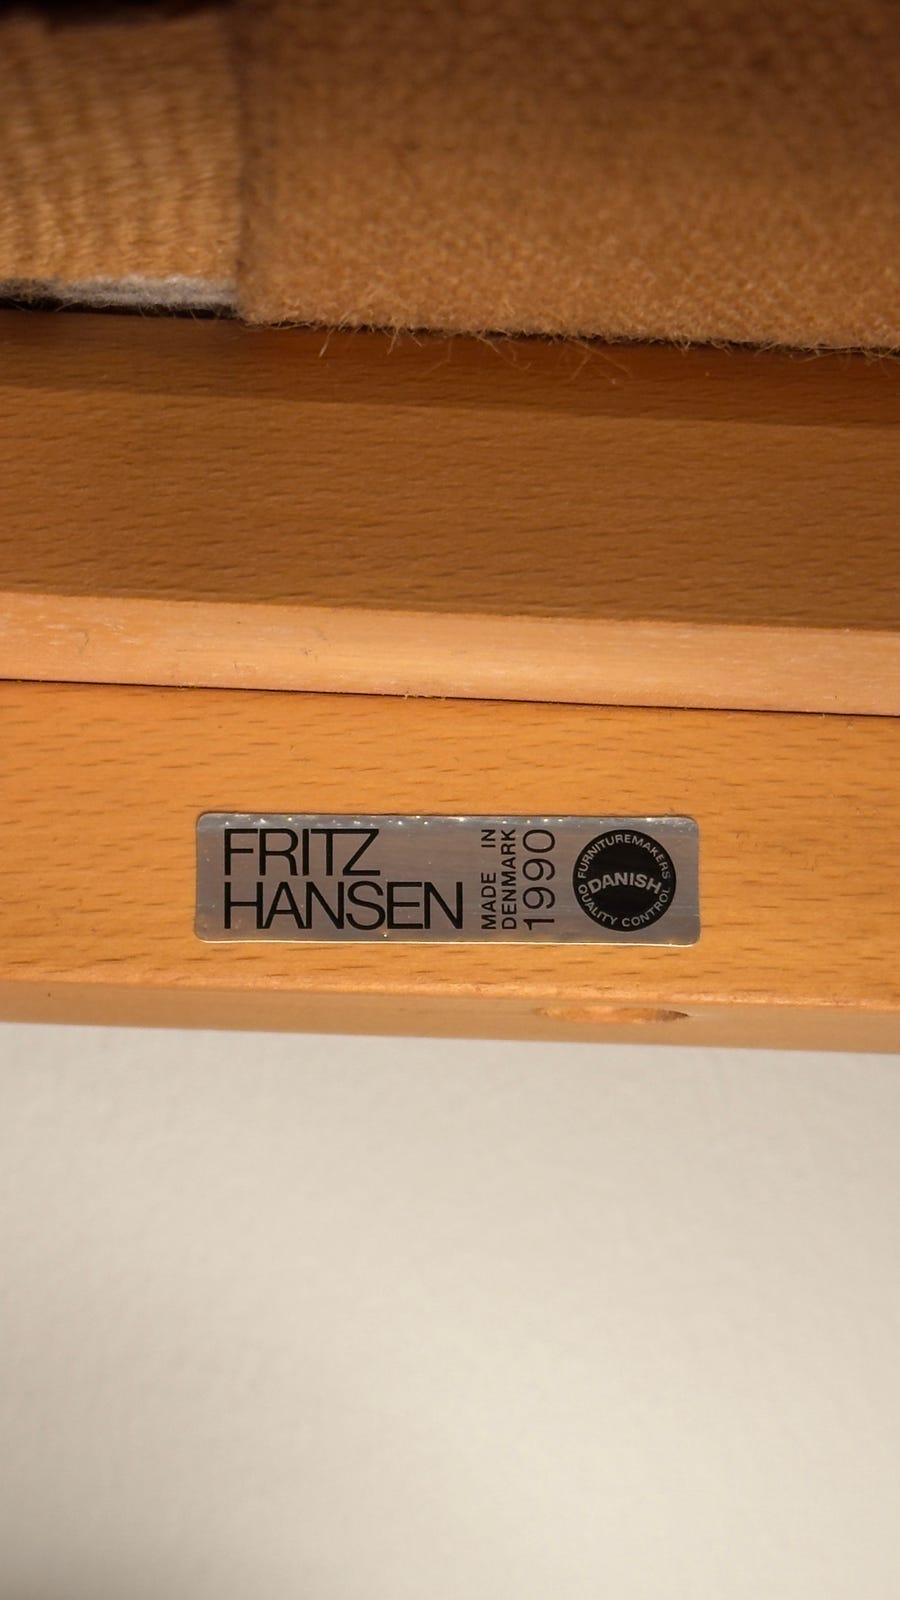 FRITZ
HANSEN
MADE IN
DENMARK
1990
FURNITUREMAKERS
DANISH
QUALITY CONTROL